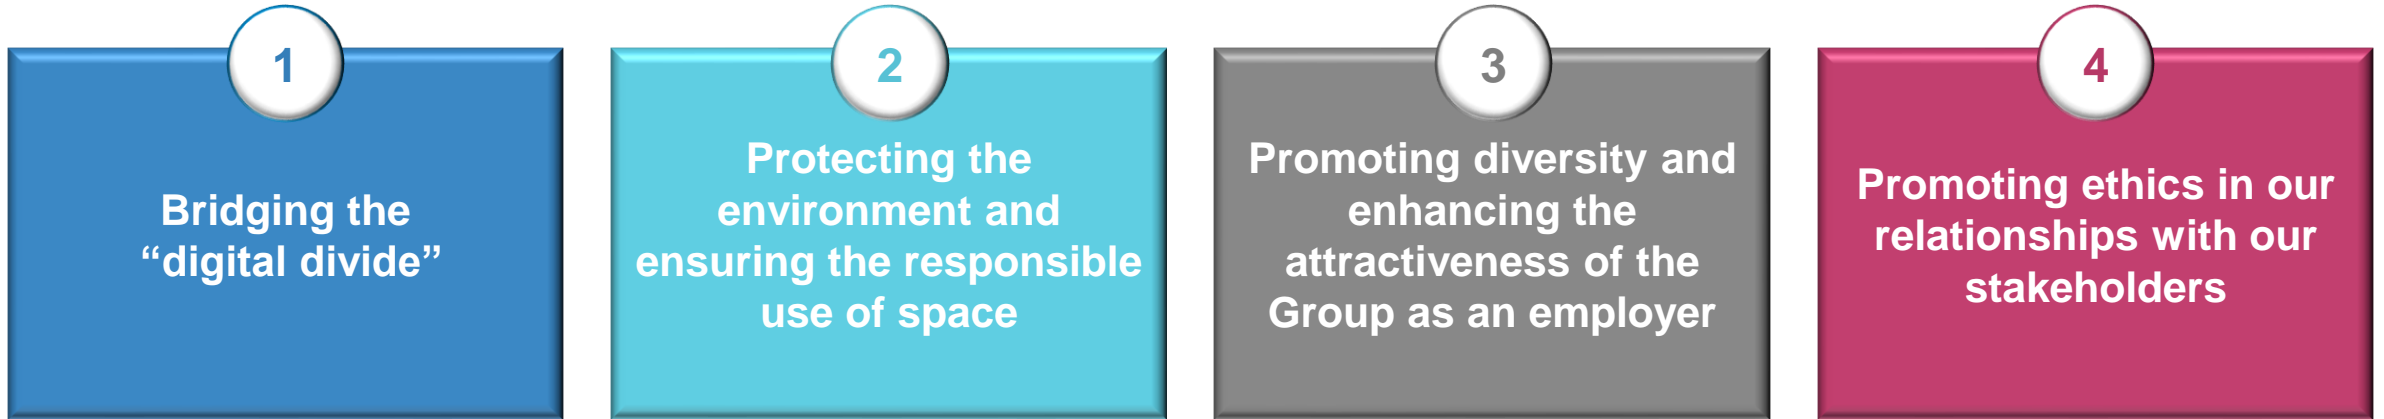 1
Bridging the
“digital divide”
2
Protecting the
environment and
ensuring the responsible
use of space
3
Promoting diversity and
enhancing the
attractiveness of the
Group as an employer
4
Promoting ethics in our
relationships with our
stakeholders